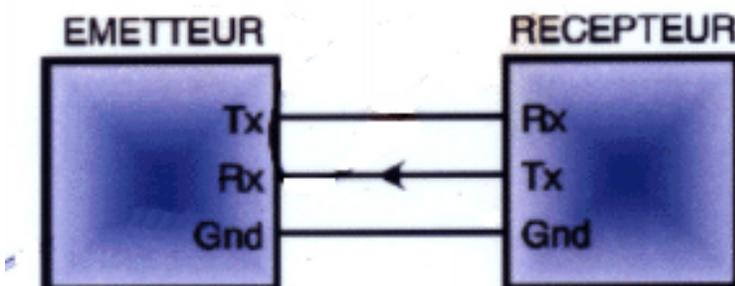 EMETTEUR
RECEPTEUR
Tx
Rx
Gnd
Rx
Tx
Gnd